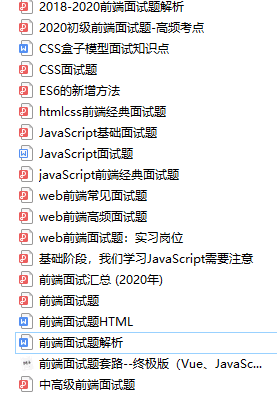 2018-2020前端面试题解析
2020初级前端面试题-高频考点
CSS盒子模型面试知识点
CSS面试题
ES6的新增方法
htmlcss前端经典面试题
JavaScript基础面试题
JavaScript面试题
javaScript前端经典面试题
web前端常见面试题
web前端高频面试题
web前端面试题：实习岗位
基础阶段，我们学习JavaScript需要注意
前端面试汇总 (2020年)
前端面试题
前端面试题HTML
前端面试题解析
前端面试题套路--终极版（Vue、JavaSc...
中高级前端面试题